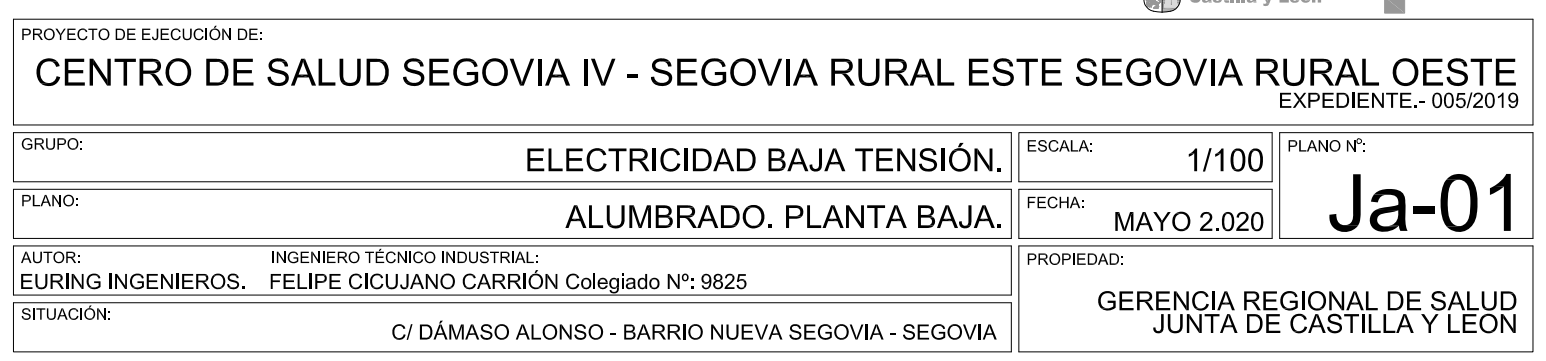 Castilla y León
PROYECTO DE EJECUCIÓN DE:
CENTRO DE SALUD SEGOVIA IV - SEGOVIA RURAL ESTE SEGOVIA RURAL OESTE
EXPEDIENTE.- 005/2019
GRUPO:
ELECTRICIDAD BAJA TENSIÓN.
ESCALA:
1/100
PLANO Nº:
Ja-01
PLANO:
ALUMBRADO. PLANTA BAJA.
FECHA:
MAYO 2.020
AUTOR:
EURING INGENIEROS.
INGENIERO TÉCNICO INDUSTRIAL:
FELIPE CICUJANO CARRIÓN Colegiado Nº: 9825
PROPIEDAD:
GERENCIA REGIONAL DE SALUD
JUNTA DE CASTILLA Y LEON
SITUACIÓN:
C/ DÁMASO ALONSO - BARRIO NUEVA SEGOVIA - SEGOVIA